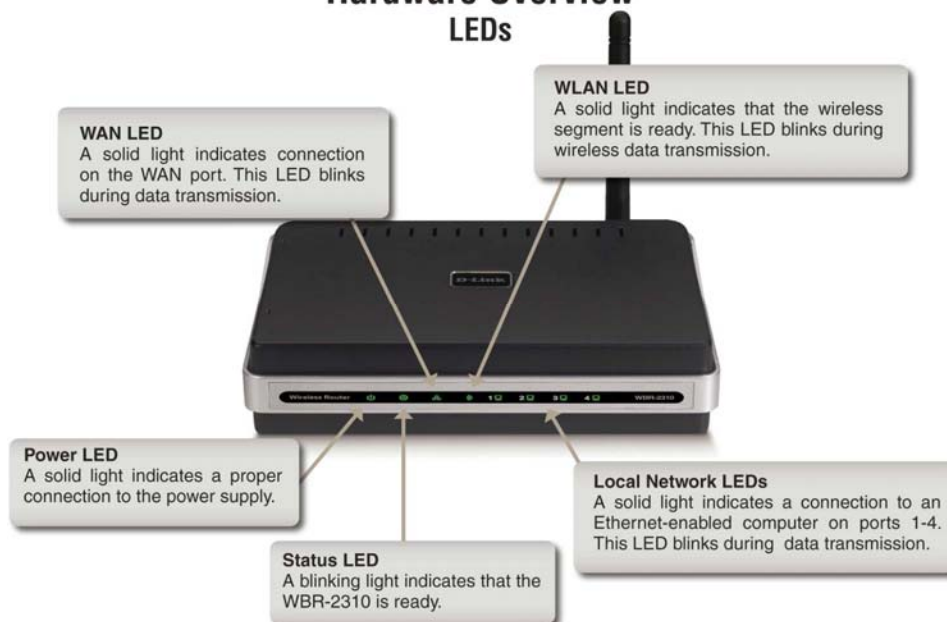 Hardware Overview
LEDs
WLAN LED
A solid light indicates that the wireless
segment is ready. This LED blinks during
wireless data transmission.
WAN LED
A solid light indicates connection
on the WAN port. This LED blinks
during data transmission.
D-Link
Wireless Router 1 2 3 4 WBR-2310
Power LED
A solid light indicates a proper
connection to the power supply.
Local Network LEDs
A solid light indicates a connection to an
Ethernet-enabled computer on ports 1-4.
This LED blinks during data transmission.
Status LED
A blinking light indicates that the
WBR-2310 is ready.